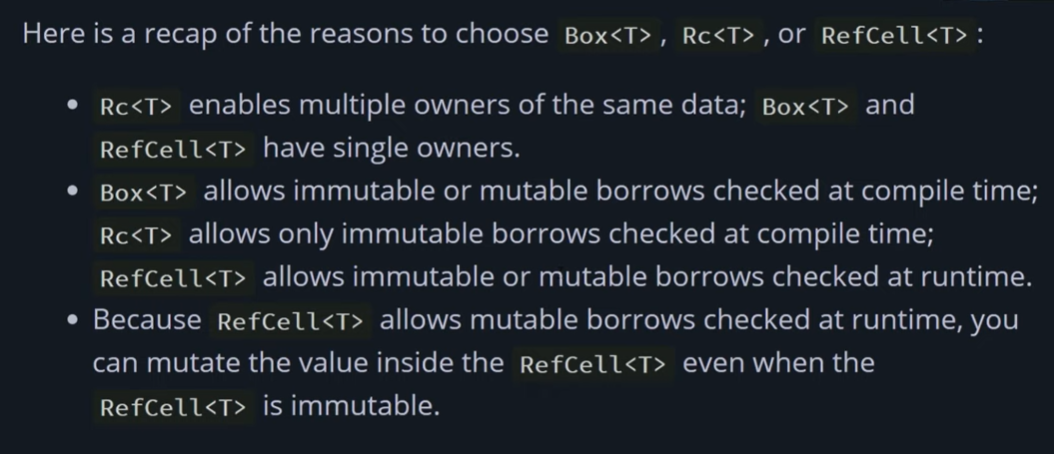 Here is a recap of the reasons to choose Box<T>, Rc<T>, or RefCell<T>:
• Rc<T> enables multiple owners of the same data; Box<T> and
RefCell<T> have single owners.
• Box<T> allows immutable or mutable borrows checked at compile time;
Rc<T> allows only immutable borrows checked at compile time;
RefCell<T> allows immutable or mutable borrows checked at runtime.
• Because RefCell<T> allows mutable borrows checked at runtime, you
can mutate the value inside the RefCell<T> even when the
RefCell<T> is immutable.